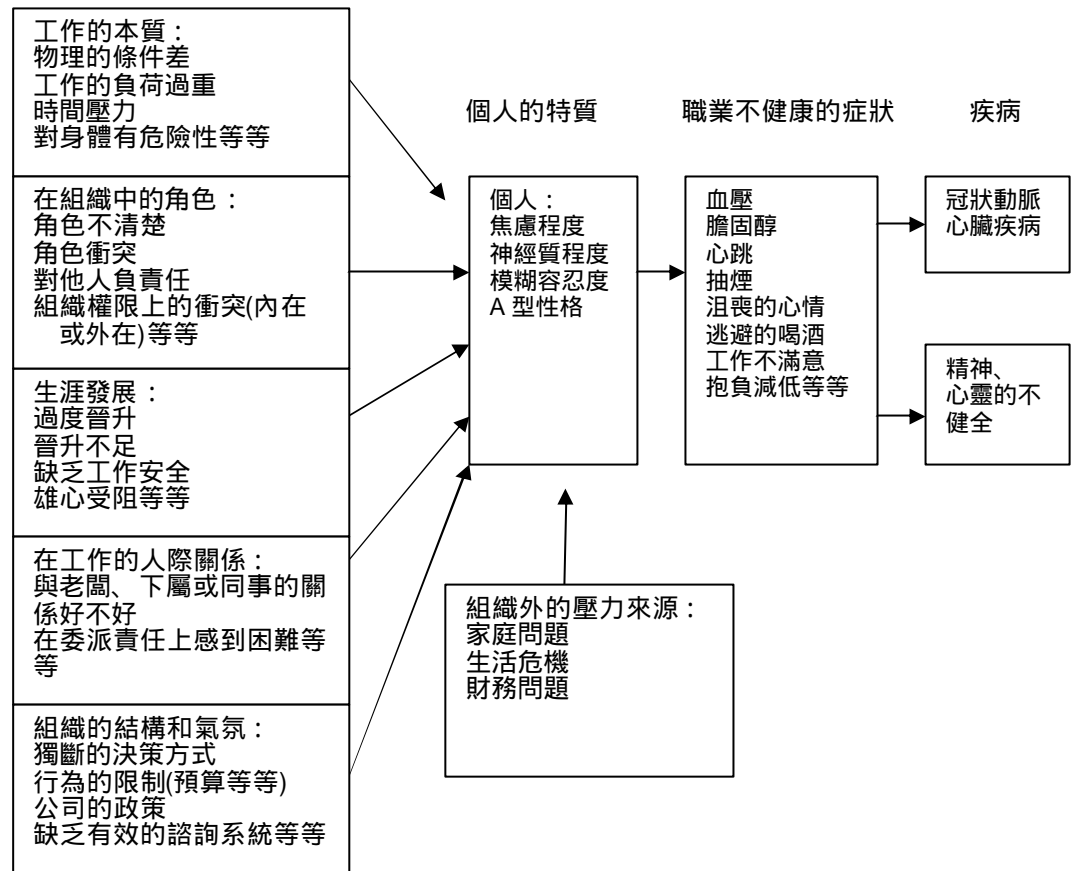 工作的本質：
物理的條件差
工作的負荷過重
時間壓力
對身體有危險性等等
在組織中的角色：
角色不清楚
角色衝突
對他人負責任
組織權限上的衝突(內在
或外在)等等
生涯發展：
過度晉升
晉升不足
缺乏工作安全
雄心受阻等等
在工作的人際關係：
與老闆、下屬或同事的關
係好不好
在委派責任上感到困難等
等
組織的結構和氣氛：
獨斷的決策方式
行為的限制(預算等等)
公司的政策
缺乏有效的諮詢系統等等
個人的特質
個人：
焦慮程度
神經質程度
模糊容忍度
A 型性格
組織外的壓力來源：
家庭問題
生活危機
財務問題
職業不健康的症狀
血壓
膽固醇
心跳
抽煙
沮喪的心情
逃避的喝酒
工作不滿意
抱負減低等等
疾病
冠狀動脈
心臟疾病
精神、
心靈的不
健全